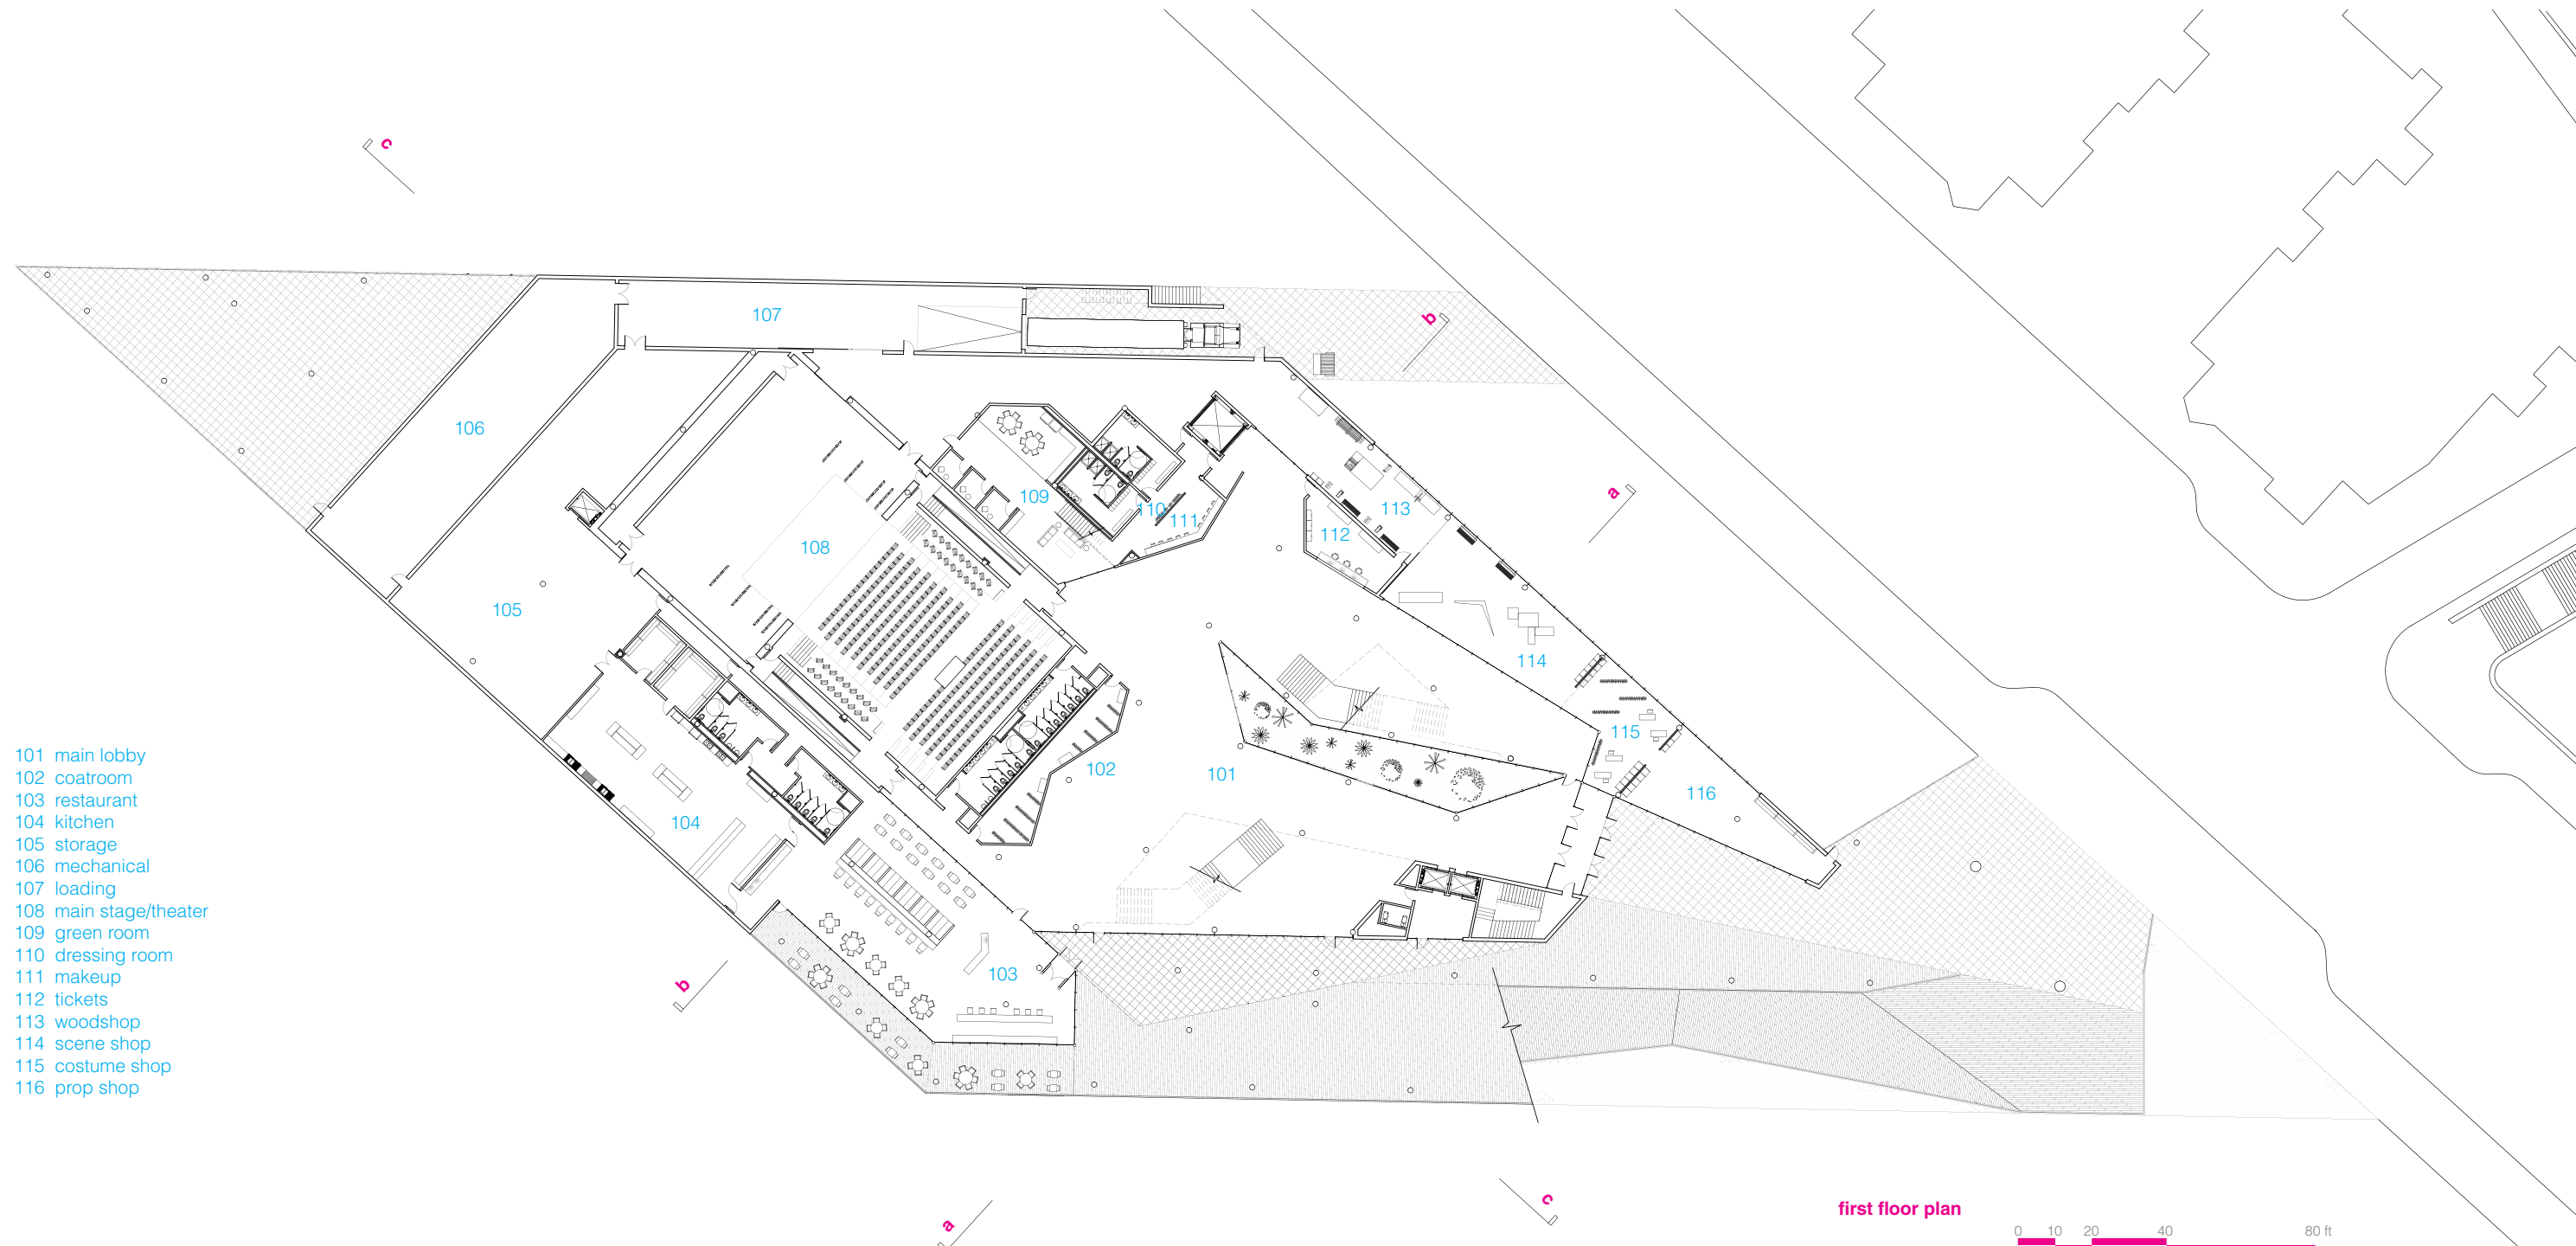 c
107
b
106
a
109
110
111
113
112
108
105
114
115
102
101
116
104
103
b
101 main lobby
102 coatroom
103 restaurant
104 kitchen
105 storage
106 mechanical
107 loading
108 main stage/theater
109 green room
110 dressing room
111 makeup
112 tickets
113 woodshop
114 scene shop
115 costume shop
116 prop shop
c
a
first floor plan
0 10 20 40 80 ft